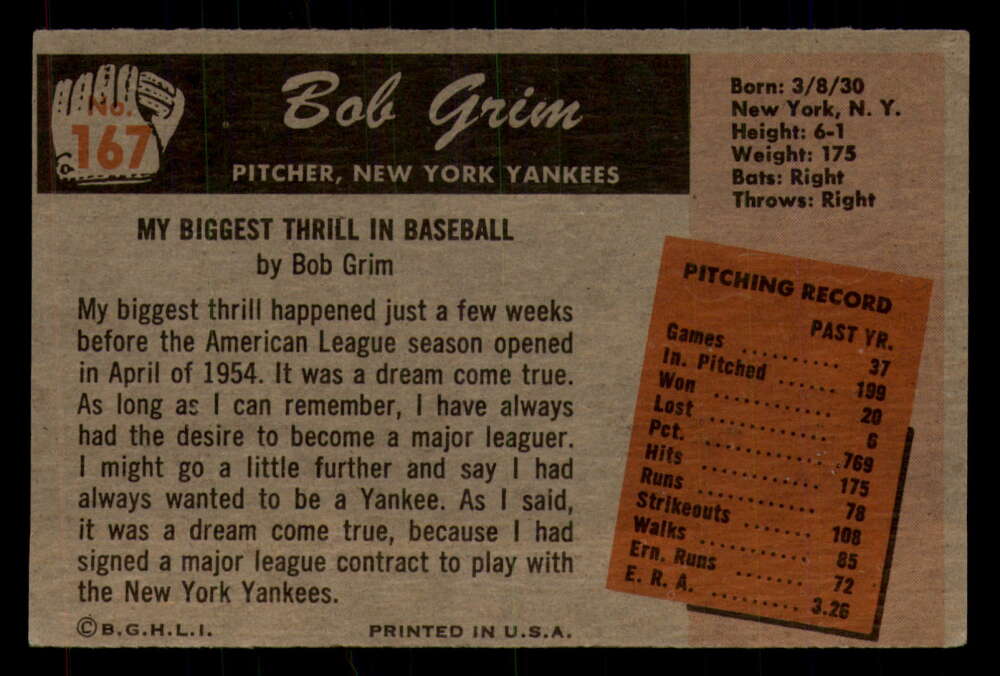 No.
167
Bob Grim
PITCHER, NEW YORK YANKEES
Born: 3/8/30
New York, N. Y.
Height: 6-1
Weight: 175
Bats: Right
Throws: Right
MY BIGGEST THRILL IN BASEBALL
by Bob Grim
My biggest thrill happened just a few weeks
before the American League season opened
in April of 1954. It was a dream come true.
As long as I can remember, I have always
had the desire to become a major leaguer.
I might go a little further and say I had
always wanted to be a Yankee. As I said,
it was a dream come true, because I had
signed a major league contract to play with
the New York Yankees.
©B.G.H.L.I.
PRINTED IN U.S.A.
PITCHING RECORD
PAST YR.
Games .......... 37
In. Pitched ...... 199
Won ............ 20
Lost ............ 6
Pct. ............ .769
Hits ............ 175
Runs ............ 78
Strikeouts ...... 108
Walks .......... 85
Ern. Runs ....... 72
E. R. A. .......... 3.26